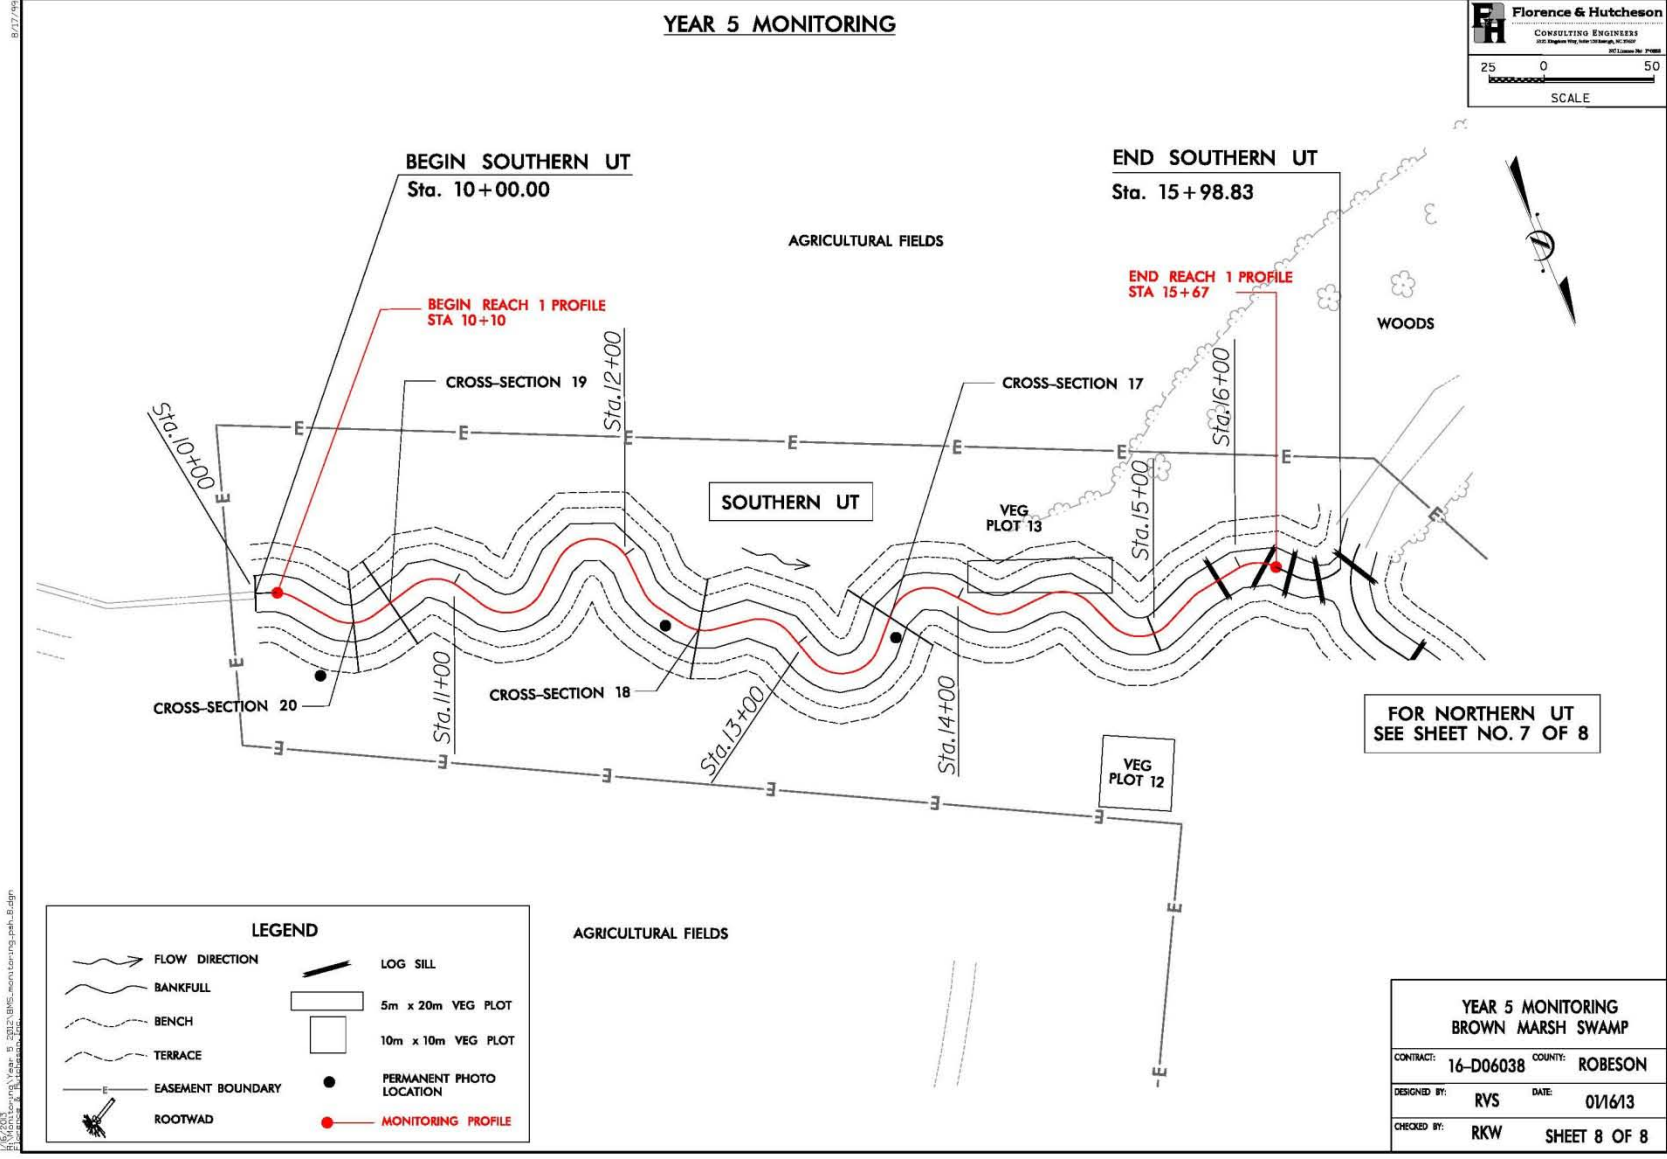 8/17/99
YEAR 5 MONITORING
FH
Florence & Hutcheson
CONSULTING ENGINEERS
25 0 50
SCALE
BEGIN SOUTHERN UT
Sta. 10+00.00
END SOUTHERN UT
Sta. 15+98.83
AGRICULTURAL FIELDS
BEGIN REACH 1 PROFILE
STA 10+10
END REACH 1 PROFILE
STA 15+67
WOODS
CROSS-SECTION 19
Sta.12+00
CROSS-SECTION 17
Sta.16+00
Sta.10+00
E E E E E E E
SOUTHERN UT
VEG
PLOT 13
Sta.15+00
E
E
E
CROSS-SECTION 20
Sta.11+00
CROSS-SECTION 18
Sta.13+00
Sta.14+00
FOR NORTHERN UT
SEE SHEET NO. 7 OF 8
VEG
PLOT 12
E E E E E E
E
E
AGRICULTURAL FIELDS
LEGEND
FLOW DIRECTION
BANKFULL
BENCH
TERRACE
E EASEMENT BOUNDARY
ROOTWAD
LOG SILL
5m x 20m VEG PLOT
10m x 10m VEG PLOT
PERMANENT PHOTO
LOCATION
MONITORING PROFILE
YEAR 5 MONITORING
BROWN MARSH SWAMP
CONTRACT: 16-D06038 COUNTY: ROBESON
DESIGNED BY: RVS DATE: 01/16/13
CHECKED BY: RKW SHEET 8 OF 8